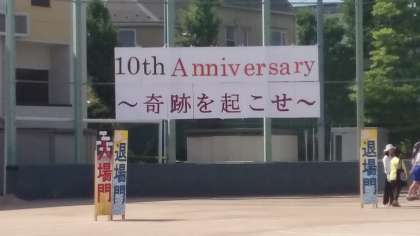 10th Anniversary
～奇跡を起こせ～
入場門
退場門
退場門